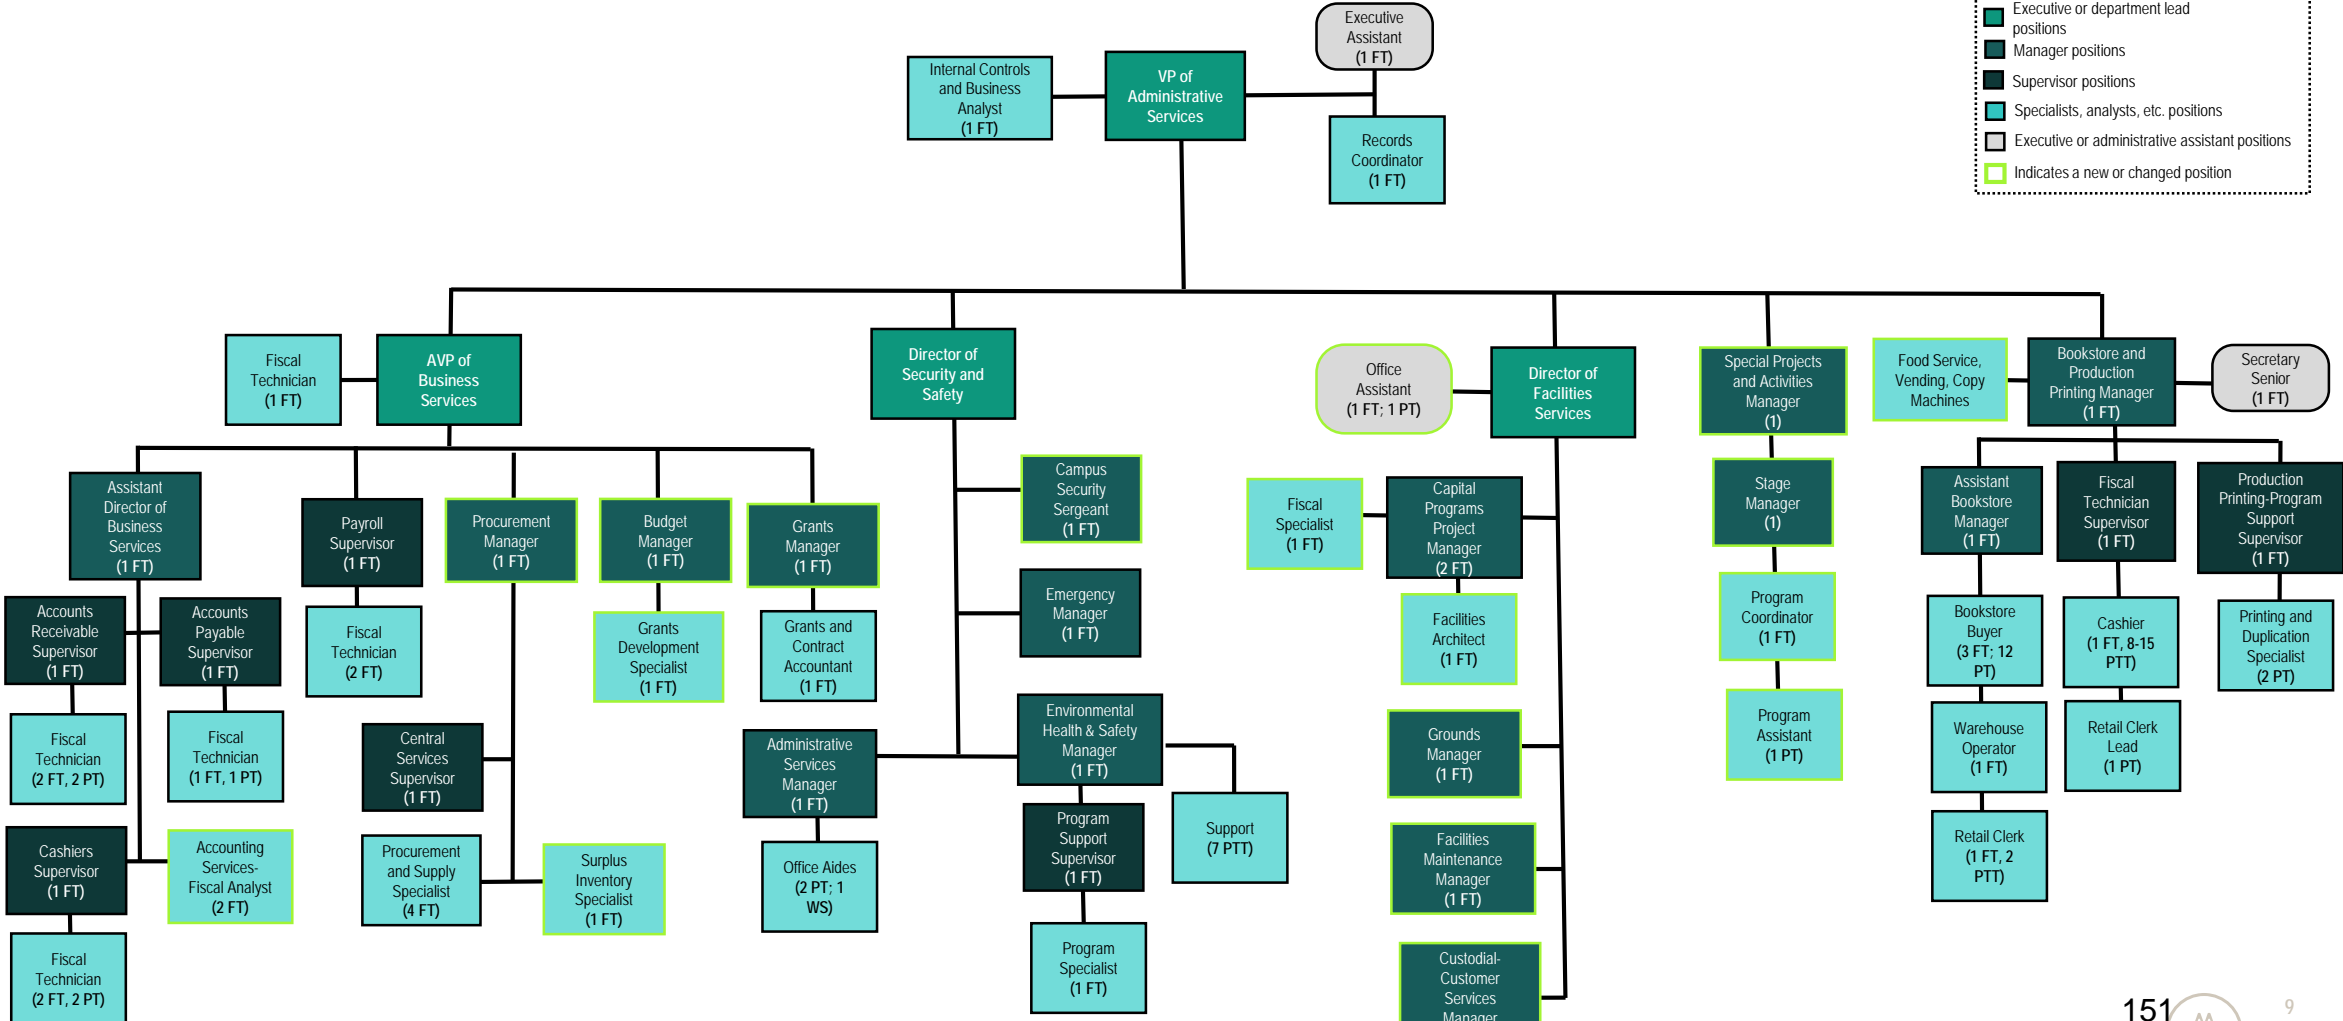 Executive
Assistant
(1 FT)
Internal Controls
and Business
Analyst
(1 FT)
VP of
Administrative
Services
Records
Coordinator
(1 FT)
Executive or department lead
positions
Manager positions
Supervisor positions
Specialists, analysts, etc. positions
Executive or administrative assistant positions
Indicates a new or changed position
Fiscal
Technician
(1 FT)
AVP of
Business
Services
Director of
Security and
Safety
Office
Assistant
(1 FT; 1 PT)
Director of
Facilities
Services
Special Projects
and Activities
Manager
(1)
Food Service,
Vending, Copy
Machines
Bookstore and
Production
Printing Manager
(1 FT)
Secretary
Senior
(1 FT)
Assistant
Director of
Business
Services
(1 FT)
Payroll
Supervisor
(1 FT)
Procurement
Manager
(1 FT)
Budget
Manager
(1 FT)
Grants
Manager
(1 FT)
Campus
Security
Sergeant
(1 FT)
Fiscal
Specialist
(1 FT)
Capital
Programs
Project
Manager
(2 FT)
Stage
Manager
(1)
Assistant
Bookstore
Manager
(1 FT)
Fiscal
Technician
Supervisor
(1 FT)
Production
Printing-Program
Support
Supervisor
(1 FT)
Accounts
Receivable
Supervisor
(1 FT)
Accounts
Payable
Supervisor
(1 FT)
Fiscal
Technician
(2 FT)
Grants
Development
Specialist
(1 FT)
Grants and
Contract
Accountant
(1 FT)
Emergency
Manager
(1 FT)
Facilities
Architect
(1 FT)
Program
Coordinator
(1 FT)
Bookstore
Buyer
(3 FT; 12
PT)
Cashier
(1 FT, 8-15
PTT)
Printing and
Duplication
Specialist
(2 PT)
Fiscal
Technician
(2 FT, 2 PT)
Fiscal
Technician
(1 FT, 1 PT)
Central
Services
Supervisor
(1 FT)
Administrative
Services
Manager
(1 FT)
Environmental
Health & Safety
Manager
(1 FT)
Grounds
Manager
(1 FT)
Program
Assistant
(1 PT)
Warehouse
Operator
(1 FT)
Retail Clerk
Lead
(1 PT)
Cashiers
Supervisor
(1 FT)
Accounting
Services-
Fiscal Analyst
(2 FT)
Procurement
and Supply
Specialist
(4 FT)
Surplus
Inventory
Specialist
(1 FT)
Office Aides
(2 PT; 1
WS)
Program
Support
Supervisor
(1 FT)
Support
(7 PTT)
Facilities
Maintenance
Manager
(1 FT)
Retail Clerk
(1 FT, 2
PTT)
Fiscal
Technician
(2 FT, 2 PT)
Program
Specialist
(1 FT)
Custodial-
Customer
Services
Manager
151
9